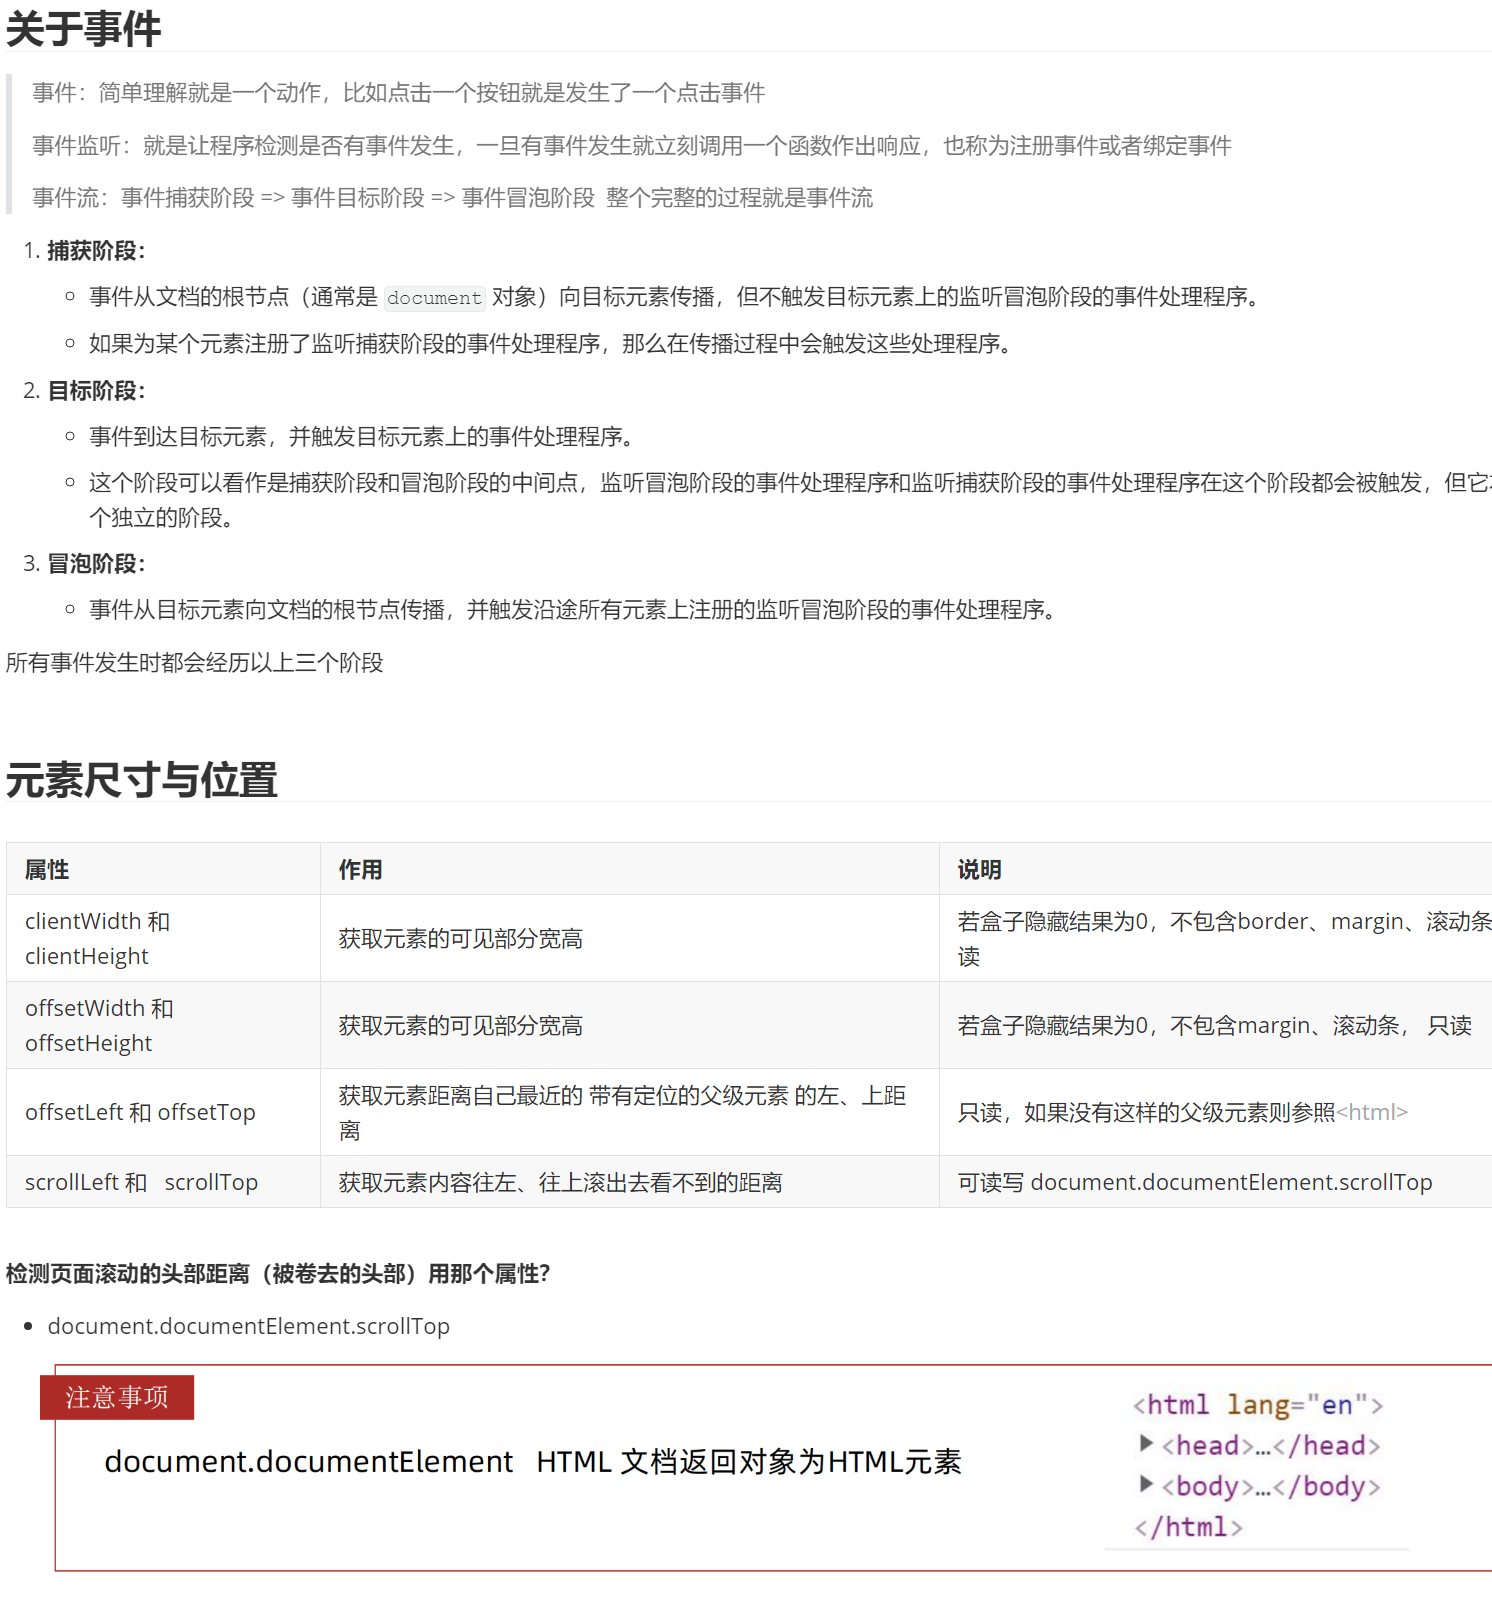 关于事件
事件：简单理解就是一个动作，比如点击一个按钮就是发生了一个点击事件
事件监听：就是让程序检测是否有事件发生，一旦有事件发生就立刻调用一个函数作出响应，也称为注册事件或者绑定事件
事件流：事件捕获阶段 => 事件目标阶段 => 事件冒泡阶段 整个完整的过程就是事件流
1. 捕获阶段：
事件从文档的根节点（通常是 document 对象）向目标元素传播，但不触发目标元素上的监听冒泡阶段的事件处理程序。
如果为某个元素注册了监听捕获阶段的事件处理程序，那么在传播过程中会触发这些处理程序。
2. 目标阶段：
事件到达目标元素，并触发目标元素上的事件处理程序。
这个阶段可以看作是捕获阶段和冒泡阶段的中间点，监听冒泡阶段的事件处理程序和监听捕获阶段的事件处理程序在这个阶段都会被触发，但它
个独立的阶段。
3. 冒泡阶段：
事件从目标元素向文档的根节点传播，并触发沿途所有元素上注册的监听冒泡阶段的事件处理程序。
所有事件发生时都会经历以上三个阶段
元素尺寸与位置
属性 作用 说明
clientWidth 和
clientHeight
获取元素的可见部分宽高
若盒子隐藏结果为0，不包含border、margin、滚动条
读
offsetWidth 和
offsetHeight
获取元素的可见部分宽高
若盒子隐藏结果为0，不包含margin、滚动条， 只读
offsetLeft 和 offsetTop
获取元素距离自己最近的 带有定位的父级元素 的左、上距
离
只读，如果没有这样的父级元素则参照<html>
scrollLeft 和 scrollTop
获取元素内容往左、往上滚出去看不到的距离
可读写 document.documentElement.scrollTop
检测页面滚动的头部距离（被卷去的头部）用那个属性?
document.documentElement.scrollTop
注意事项
document.documentElement HTML 文档返回对象为HTML元素
<html lang="en">
<head>…</head>
<body>…</body>
</html>